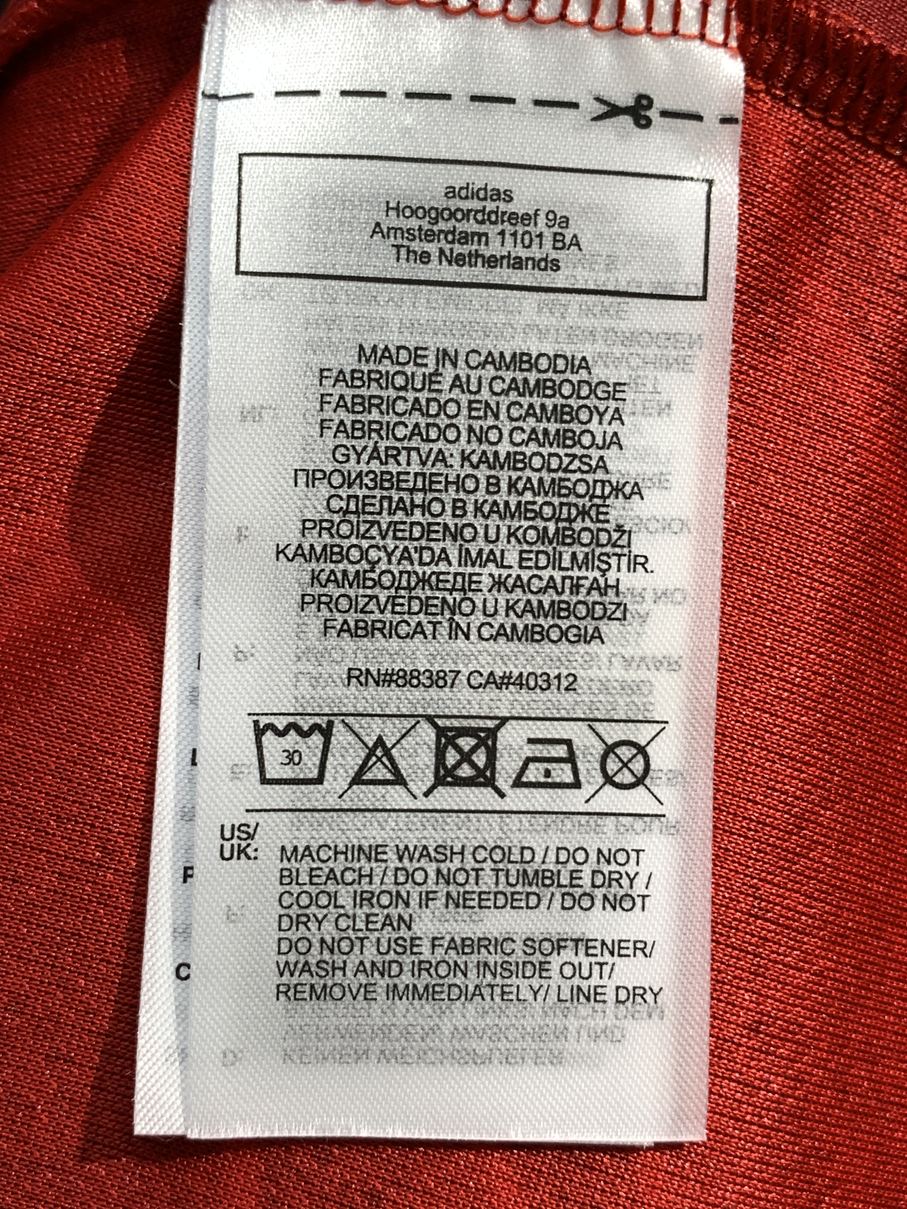 adidas
Hoogoorddreef 9a
Amsterdam 1101 BA
The Netherlands
MADE IN CAMBODIA
FABRIQUÉ AU CAMBODGE
FABRICADO EN CAMBOYA
FABRICADO NO CAMBOJA
GYÁRTVA: KAMBODZSA
ПРОИЗВЕДЕНО В КАМБОДЖА
СДЕЛАНО В КАМБОДЖЕ
PROIZVEDENO U KOMBODŽI
KAMBOÇYA'DA İMAL EDİLMİŞTİR.
КАМБОДЖЕДЕ ЖАСАЛҒАН
PROIZVEDENO U KAMBODZI
FABRICAT ÎN CAMBOGIA
RN#88387 CA#40312
30
US/
UK: MACHINE WASH COLD / DO NOT
BLEACH / DO NOT TUMBLE DRY /
COOL IRON IF NEEDED / DO NOT
DRY CLEAN
DO NOT USE FABRIC SOFTENER/
WASH AND IRON INSIDE OUT/
REMOVE IMMEDIATELY/ LINE DRY